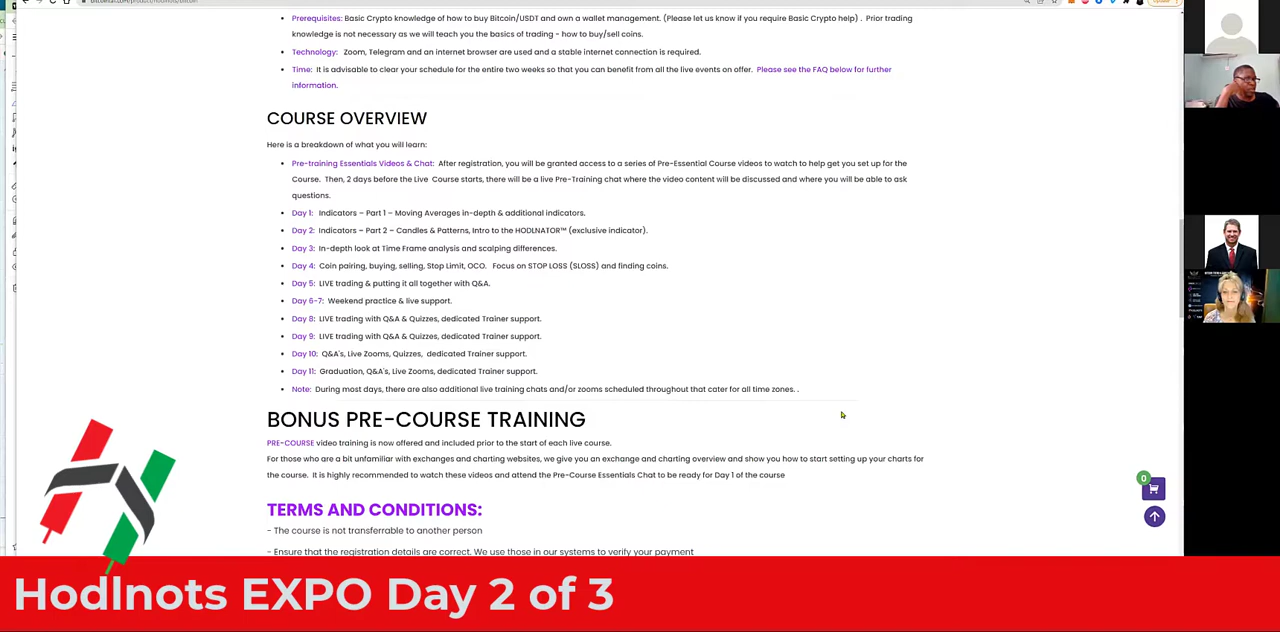 Prerequisites: Basic Crypto knowledge of how to buy Bitcoin/USDT and own a wallet management. (Please let us know if you require Basic Crypto help) . Prior trading
knowledge is not necessary as we will teach you the basics of trading - how to buy/sell coins.
Technology: Zoom, Telegram and an internet browser are used and a stable internet connection is required.
Time: It is advisable to clear your schedule for the entire two weeks so that you can benefit from all the live events on offer. Please see the FAQ below for further
information.
COURSE OVERVIEW
Here is a breakdown of what you will learn:
Pre-training Essentials Videos & Chat: After registration, you will be granted access to a series of Pre-Essential Course videos to watch to help get you set up for the
Course. Then, 2 days before the Live Course starts, there will be a live Pre-Training chat where the video content will be discussed and where you will be able to ask
questions.
Day 1: Indicators – Part 1 – Moving Averages in-depth & additional indicators.
Day 2: Indicators – Part 2 – Candles & Patterns, Intro to the HODLNATOR™ (exclusive indicator).
Day 3: In-depth look at Time Frame analysis and scalping differences.
Day 4: Coin pairing, buying, selling, Stop Limit, OCO. Focus on STOP LOSS (SLOSS) and finding coins.
Day 5: LIVE trading & putting it all together with Q&A.
Day 6-7: Weekend practice & live support.
Day 8: LIVE trading with Q&A & Quizzes, dedicated Trainer support.
Day 9: LIVE trading with Q&A & Quizzes, dedicated Trainer support.
Day 10: Q&A's, Live Zooms, Quizzes, dedicated Trainer support.
Day 11: Graduation, Q&A's, Live Zooms, dedicated Trainer support.
Note: During most days, there are also additional live training chats and/or zooms scheduled throughout that cater for all time zones. .
BONUS PRE-COURSE TRAINING
PRE-COURSE video training is now offered and included prior to the start of each live course.
For those who are a bit unfamiliar with exchanges and charting websites, we give you an exchange and charting overview and show you how to start setting up your charts for
the course. It is highly recommended to watch these videos and attend the Pre-Course Essentials Chat to be ready for Day 1 of the course
0
TERMS AND CONDITIONS:
- The course is not transferrable to another person
- Ensure that the registration details are correct. We use those in our systems to verify your payment
Hodlnots EXPO Day 2 of 3